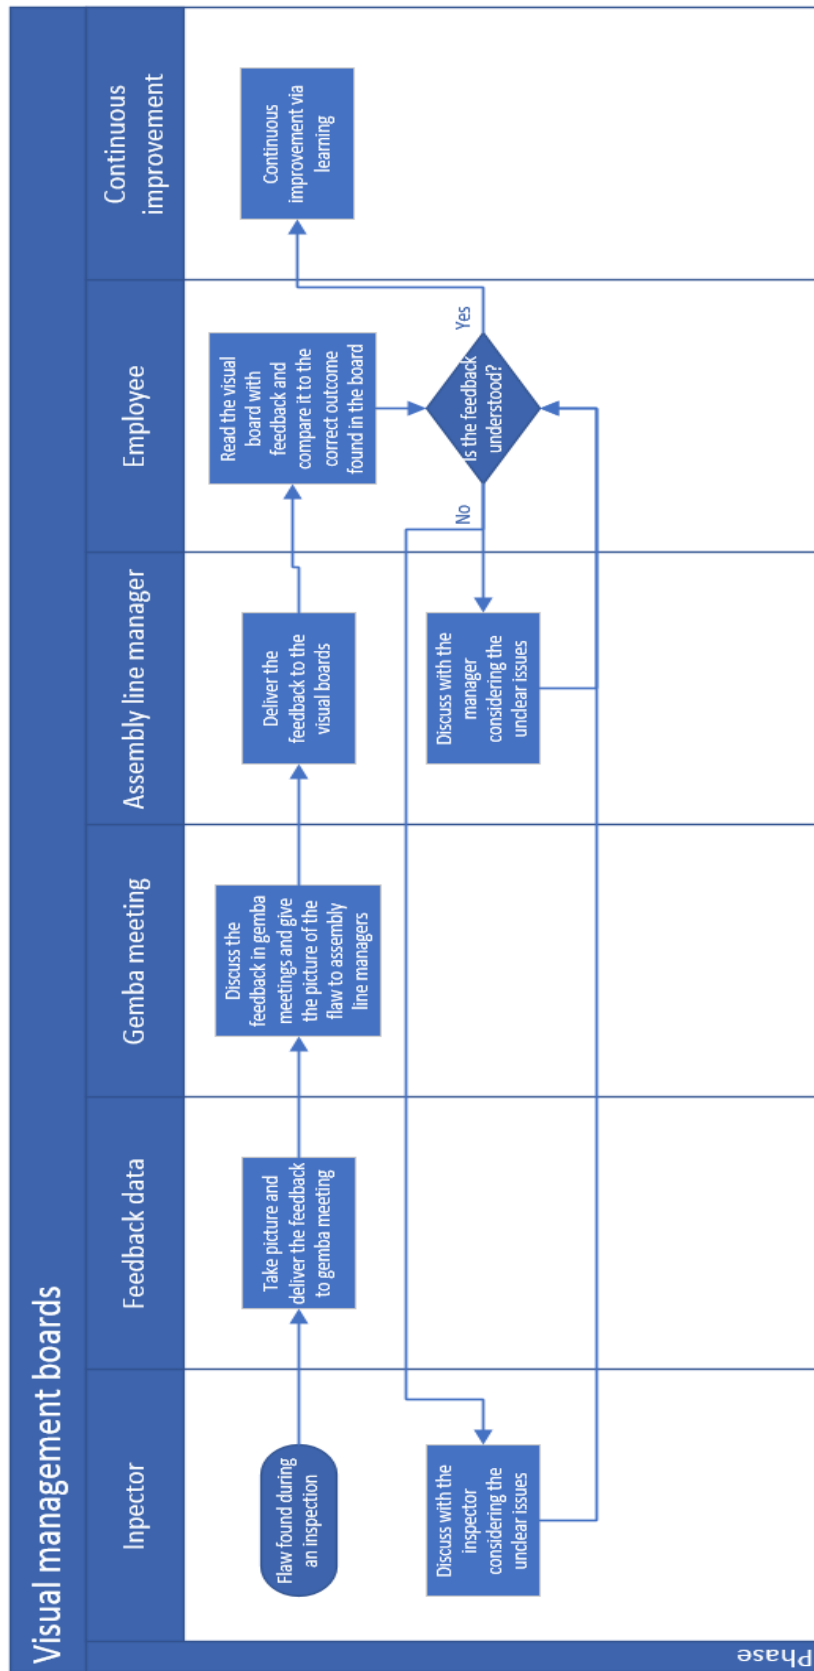 Visual management boards
Inpector
Feedback data
Gemba meeting
Assembly line manager
Employee
Continuous
improvement
Phase
Flaw found during
an inspection
Take picture and
deliver the feedback
to gemba meeting
Discuss the
feedback in gemba
meetings and give
the picture of the
flaw to assembly
line managers
Deliver the
feedback to the
visual boards
Read the visual
board with
feedback and
compare it to the
correct outcome
found in the board
Continuous
improvement via
learning
Discuss with the
inspector
considering the
unclear issues
Discuss with the
manager
considering the
unclear issues
No
Is the feedback
understood?
Yes